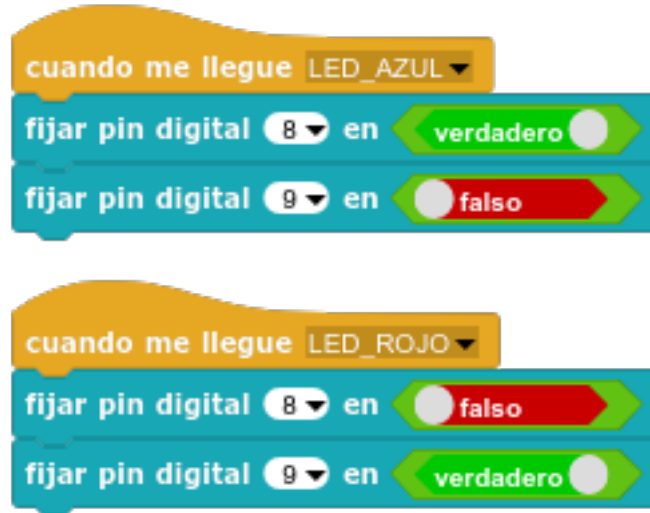 cuando me llegue LED_AZUL
fijar pin digital 8 en verdadero
fijar pin digital 9 en falso
cuando me llegue LED_ROJO
fijar pin digital 8 en falso
fijar pin digital 9 en verdadero